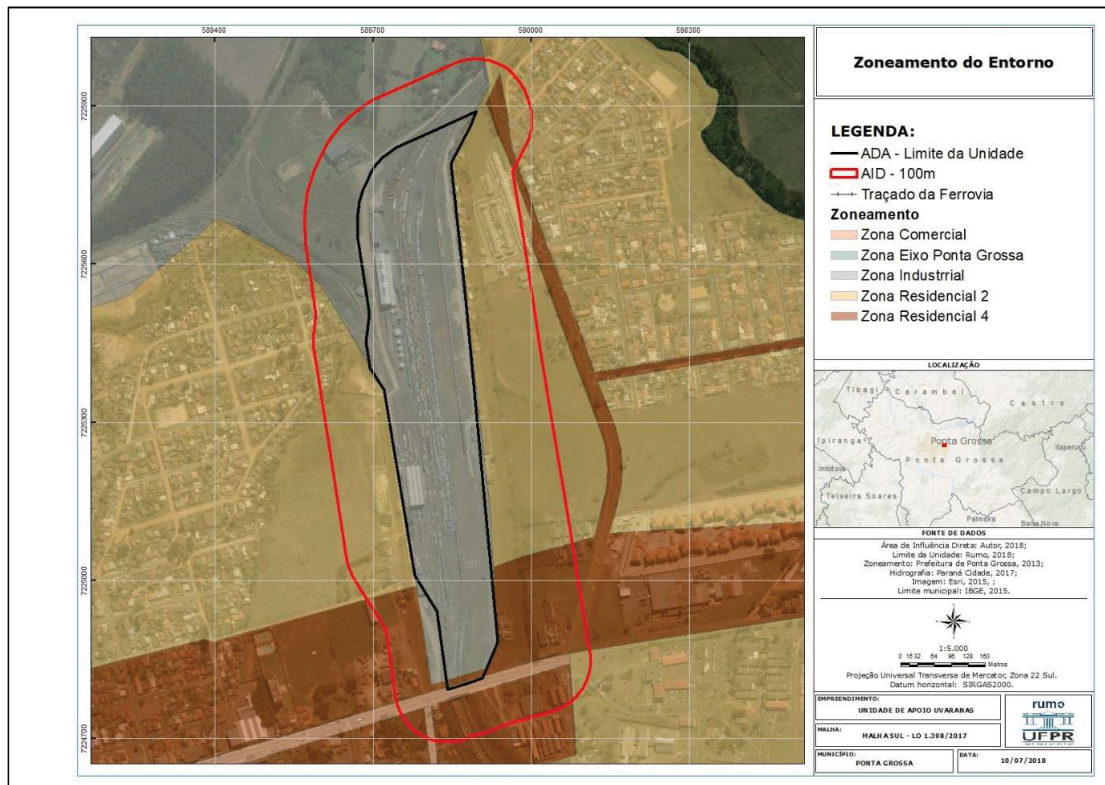 589400
589700
590000
590300
7225900
7225600
7225300
7225000
7224700
Zoneamento do Entorno
LEGENDA:
ADA - Limite da Unidade
AID - 100m
Traçado da Ferrovia
Zoneamento
Zona Comercial
Zona Eixo Ponta Grossa
Zona Industrrial
Zona Residencial 2
Zona Residencial 4
LOCALIZAÇÃO
Tibagi
Carambeí
Castro
Ipiranga
Ponta Grossa
Itaperuçu
Ponta Grossa
Imbituva
Teixeira Soares
Campo Largo
Palmeira
Balsa Nova
FONTE DE DADOS
Área de Influência Direta: Autor, 2018;
Limite da Unidade: Rumo, 2018;
Zoneamento: Prefeitura de Ponta Grossa, 2013;
Hidrografia: Paraná Cidade, 2017;
Imagem: Esri, 2015, ;
Limite municipal: IBGE, 2015.
1:5.000
0 16 32 64 96 128 160
Metros
Projeção Universal Transversa de Mercator, Zona 22 Sul.
Datum horizontal: SIRGAS2000.
EMPREENDIMENTO:
UNIDADE DE APOIO UVARANAS
MALHA:
MALHA SUL - LO 1.398/2017
MUNICÍPIO:
PONTA GROSSA
DATA:
10/07/2018
rumo
UFPR